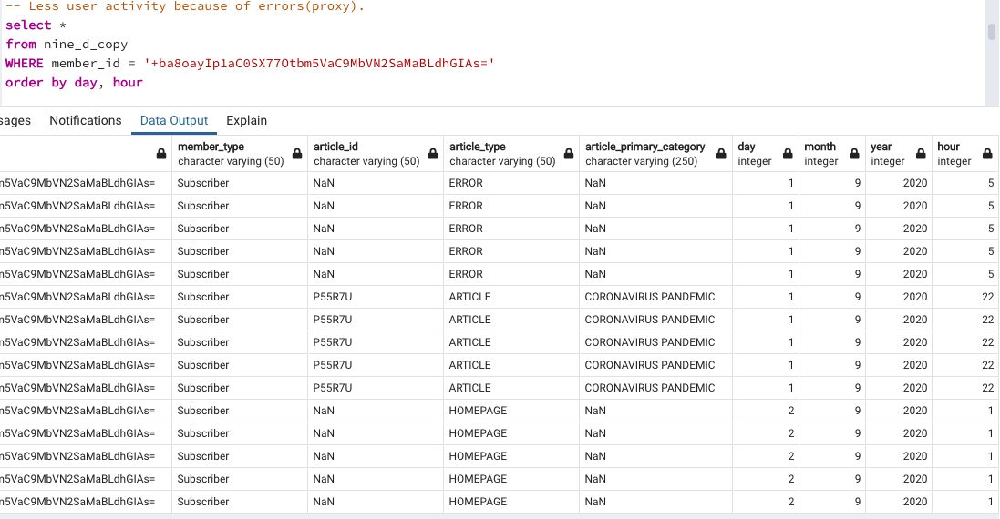 -- Less user activity because of errors(proxy).
select *
from nine_d_copy
WHERE member_id = '+ba8oayIp1aC0SX77Otbm5VaC9MbVN2SaMaBLdhGIAs='
order by day, hour
sages Notifications Data Output Explain
member_type article_id article_type article_primary_category day month year hour
character varying (50) character varying (50) character varying (50) character varying (250) integer integer integer integer
n5VaC9MbVN2SaMaBLdhGIAs= Subscriber NaN ERROR NaN 1 9 2020 5
n5VaC9MbVN2SaMaBLdhGIAs= Subscriber NaN ERROR NaN 1 9 2020 5
n5VaC9MbVN2SaMaBLdhGIAs= Subscriber NaN ERROR NaN 1 9 2020 5
n5VaC9MbVN2SaMaBLdhGIAs= Subscriber NaN ERROR NaN 1 9 2020 5
n5VaC9MbVN2SaMaBLdhGIAs= Subscriber NaN ERROR NaN 1 9 2020 5
n5VaC9MbVN2SaMaBLdhGIAs= Subscriber P55R7U ARTICLE CORONAVIRUS PANDEMIC 1 9 2020 22
n5VaC9MbVN2SaMaBLdhGIAs= Subscriber P55R7U ARTICLE CORONAVIRUS PANDEMIC 1 9 2020 22
n5VaC9MbVN2SaMaBLdhGIAs= Subscriber P55R7U ARTICLE CORONAVIRUS PANDEMIC 1 9 2020 22
n5VaC9MbVN2SaMaBLdhGIAs= Subscriber P55R7U ARTICLE CORONAVIRUS PANDEMIC 1 9 2020 22
n5VaC9MbVN2SaMaBLdhGIAs= Subscriber P55R7U ARTICLE CORONAVIRUS PANDEMIC 1 9 2020 22
n5VaC9MbVN2SaMaBLdhGIAs= Subscriber NaN HOMEPAGE NaN 2 9 2020 1
n5VaC9MbVN2SaMaBLdhGIAs= Subscriber NaN HOMEPAGE NaN 2 9 2020 1
n5VaC9MbVN2SaMaBLdhGIAs= Subscriber NaN HOMEPAGE NaN 2 9 2020 1
n5VaC9MbVN2SaMaBLdhGIAs= Subscriber NaN HOMEPAGE NaN 2 9 2020 1
n5VaC9MbVN2SaMaBLdhGIAs= Subscriber NaN HOMEPAGE NaN 2 9 2020 1